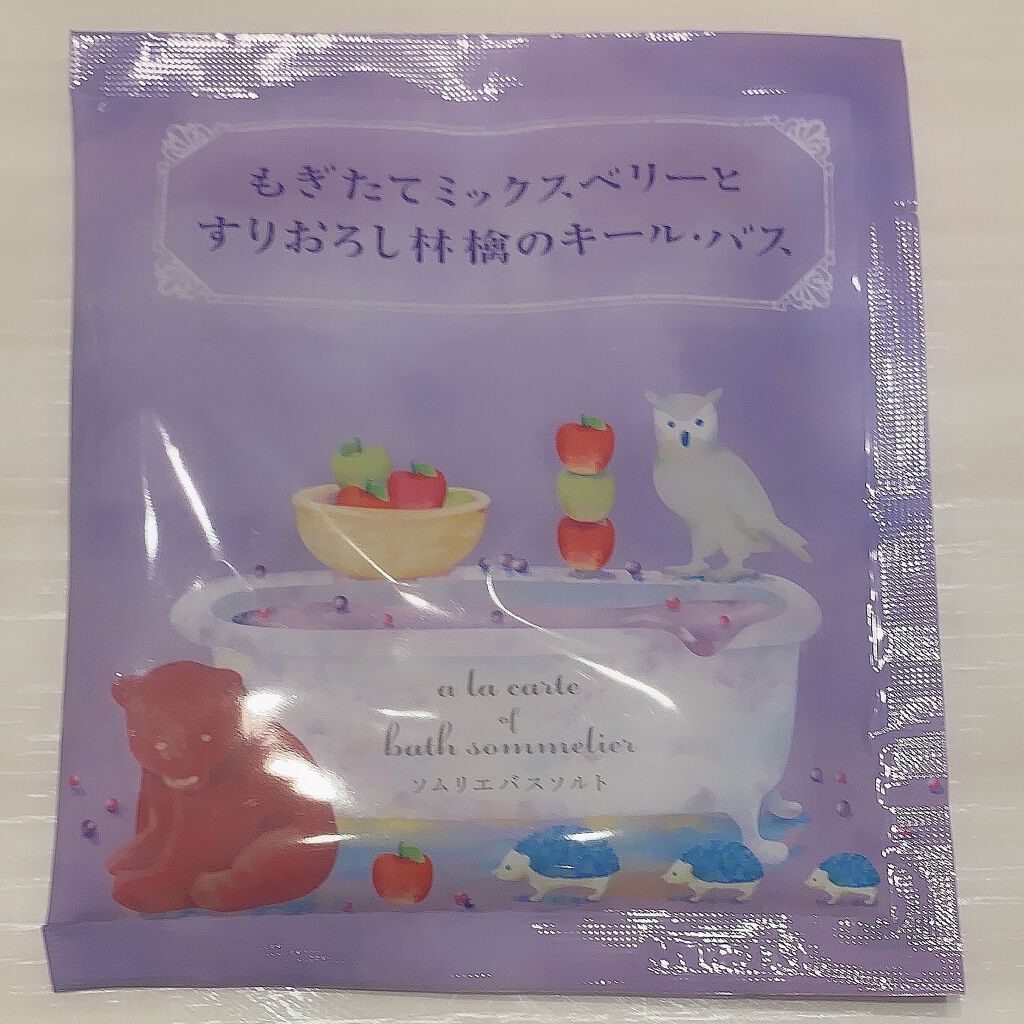 もぎたてミックスベリーと
すりおろし林檎のキール・バス
a la carte
of
bath sommelier
ソムリエバスソルト